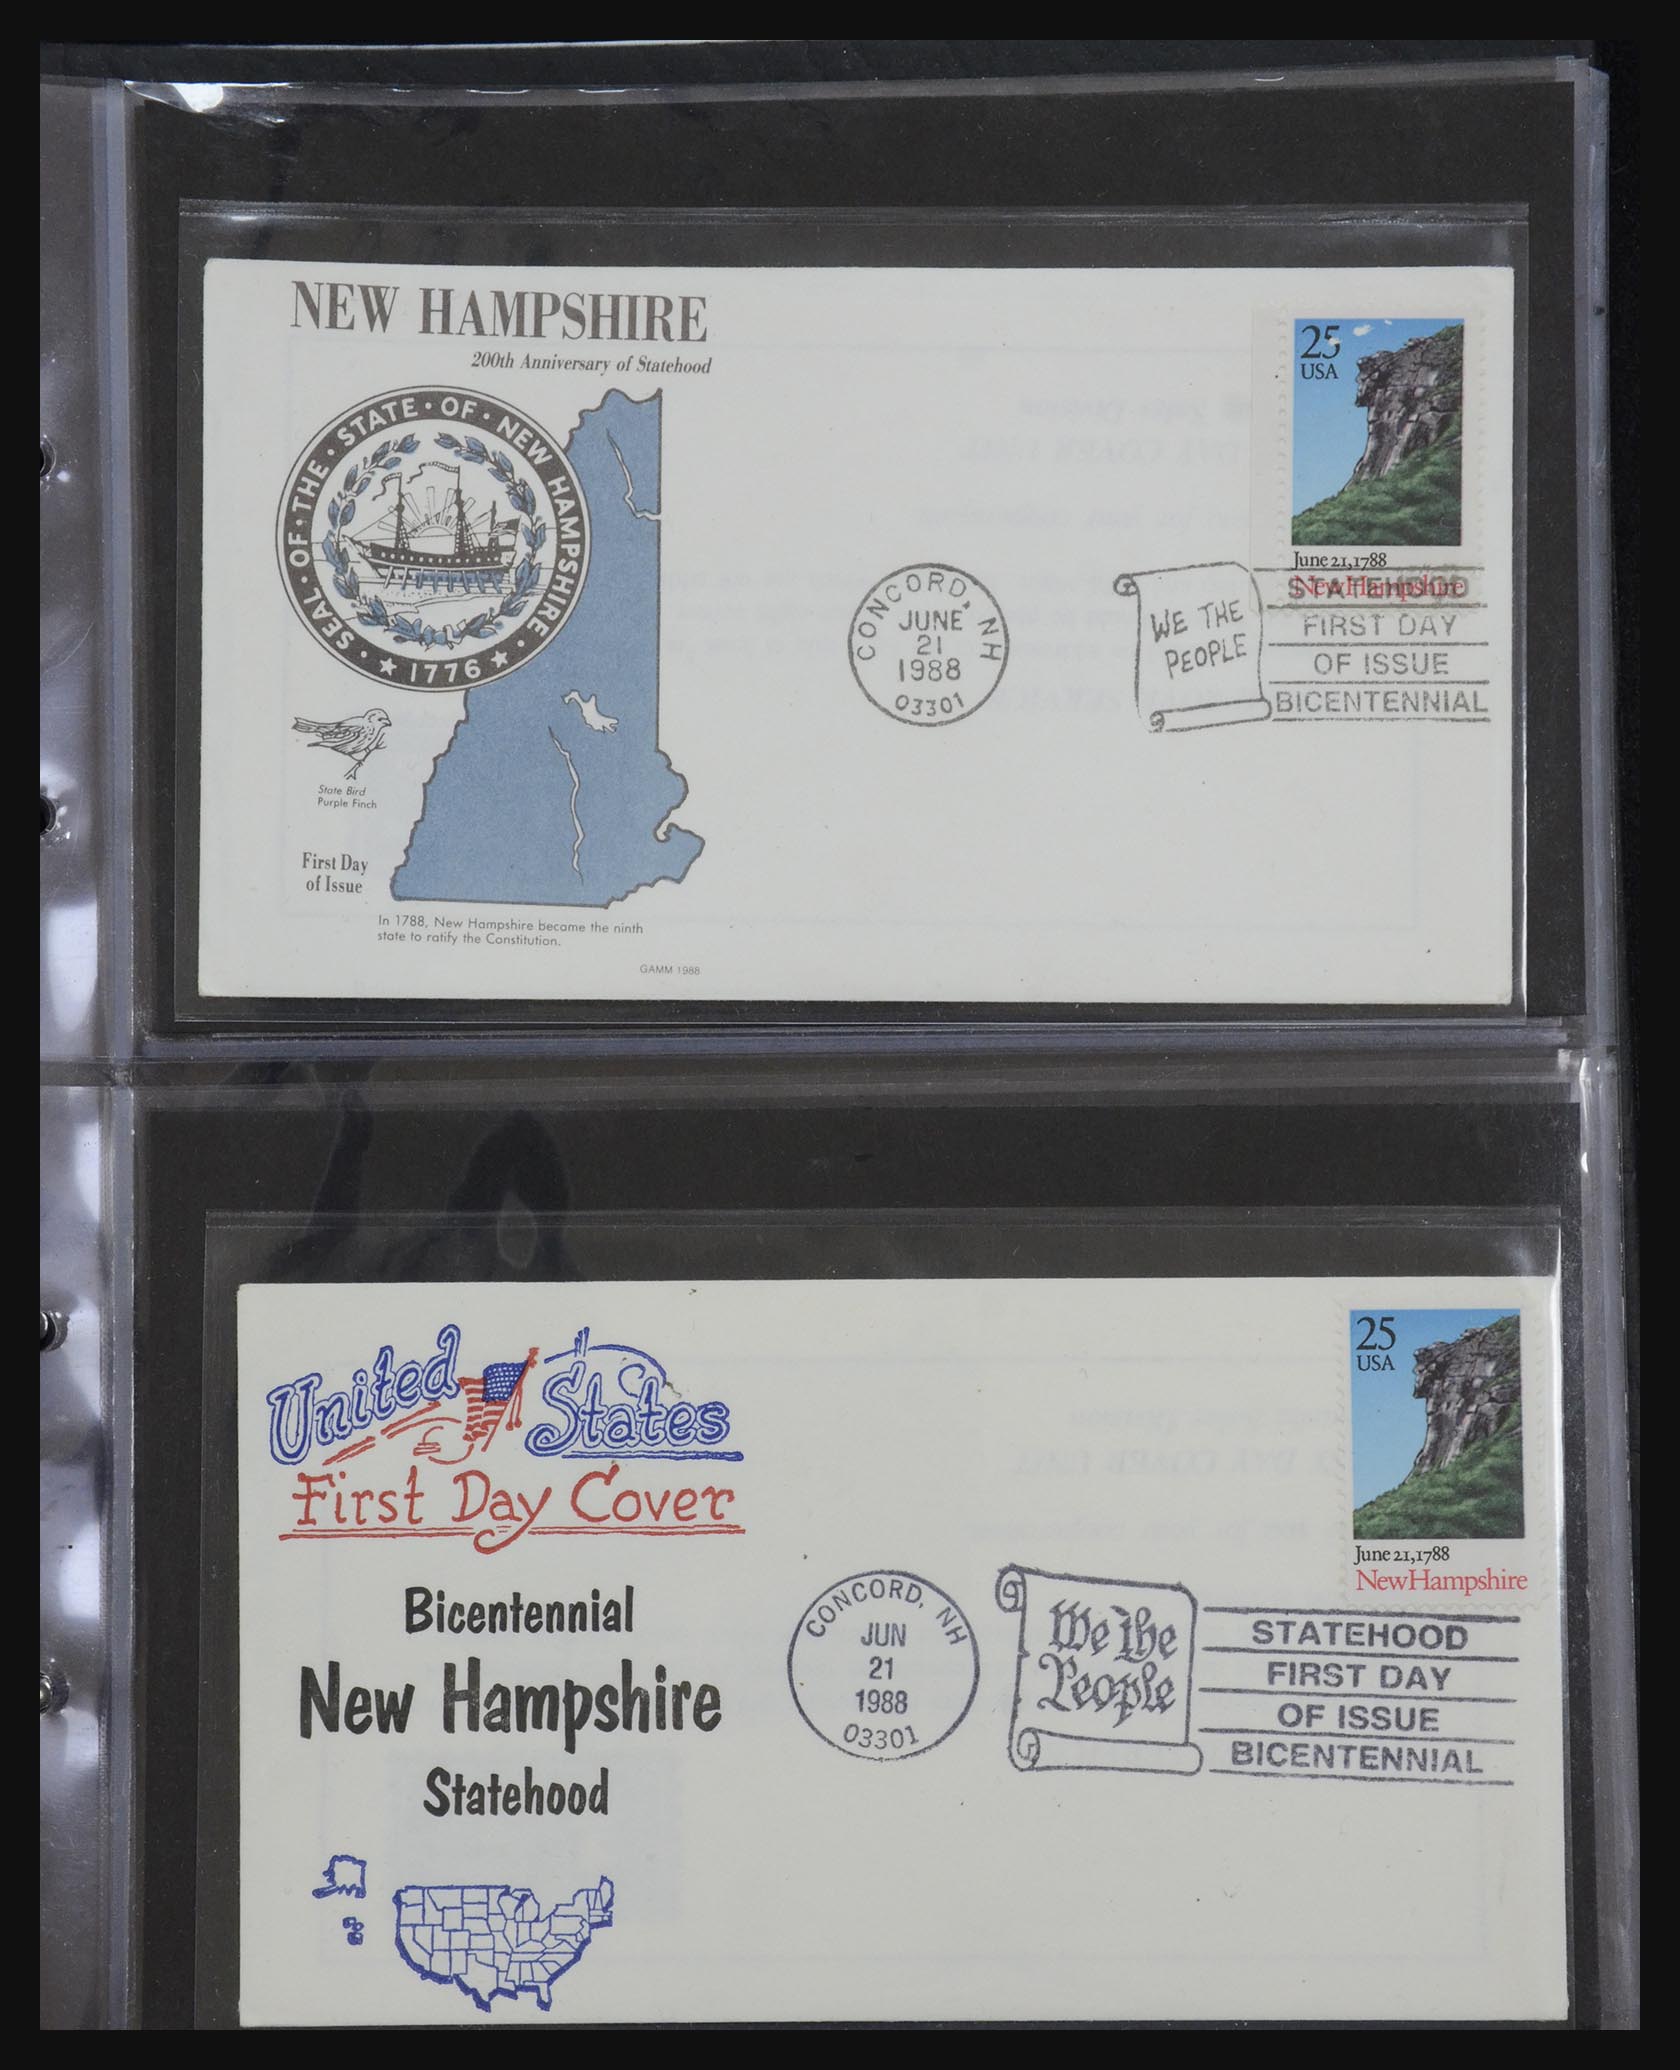 NEW HAMPSHIRE
200th Anniversary of Statehood
SEAL · OF · THE · STATE · OF · NEW HAMPSHIRE ·
★ 1776 ★
State Bird
Purple Finch
First Day
of Issue
In 1788, New Hampshire became the ninth
state to ratify the Constitution.
GAMM 1988
25
USA
June 21, 1788
New Hampshire
CONCORD, NH
JUNE
21
1988
03301
WE THE
PEOPLE
STATEHOOD
FIRST DAY
OF ISSUE
BICENTENNIAL
United States
First Day Cover
Bicentennial
New Hampshire
Statehood
25
USA
June 21, 1788
New Hampshire
CONCORD, NH
JUN
21
1988
03301
We the
People
STATEHOOD
FIRST DAY
OF ISSUE
BICENTENNIAL